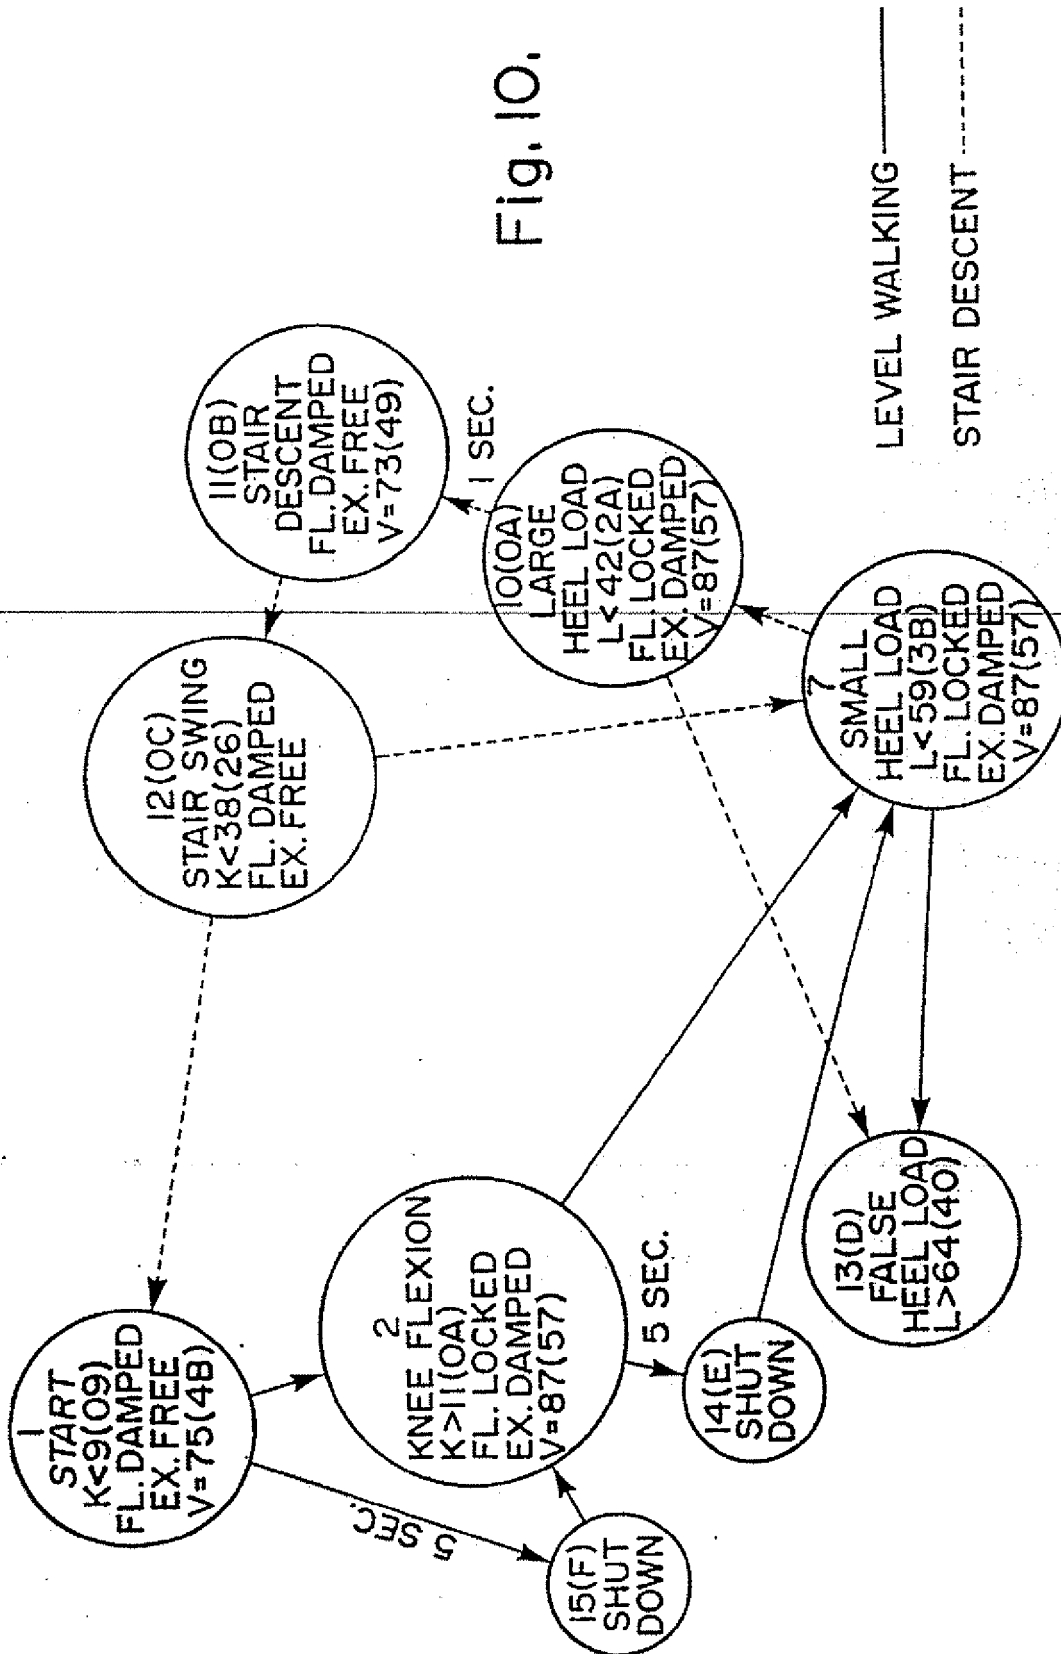 1
START
K<9(09)
FL. DAMPED
EX. FREE
V=75(4B)
5 SEC.
15(F)
SHUT
DOWN
2
KNEE FLEXION
K>11(0A)
FL. LOCKED
EX. DAMPED
V=87(57)
5 SEC.
14(E)
SHUT
DOWN
13(D)
FALSE
HEEL LOAD
L>64(40)
12(0C)
STAIR SWING
K<38(26)
FL. DAMPED
EX. FREE
11(0B)
STAIR
DESCENT
FL. DAMPED
EX. FREE
V=73(49)
1 SEC.
10(0A)
LARGE
HEEL LOAD
L<42(2A)
FL. LOCKED
EX. DAMPED
V=87(57)
7
SMALL
HEEL LOAD
L<59(3B)
FL. LOCKED
EX. DAMPED
V=87(57)
Fig. 10.
LEVEL WALKING
STAIR DESCENT